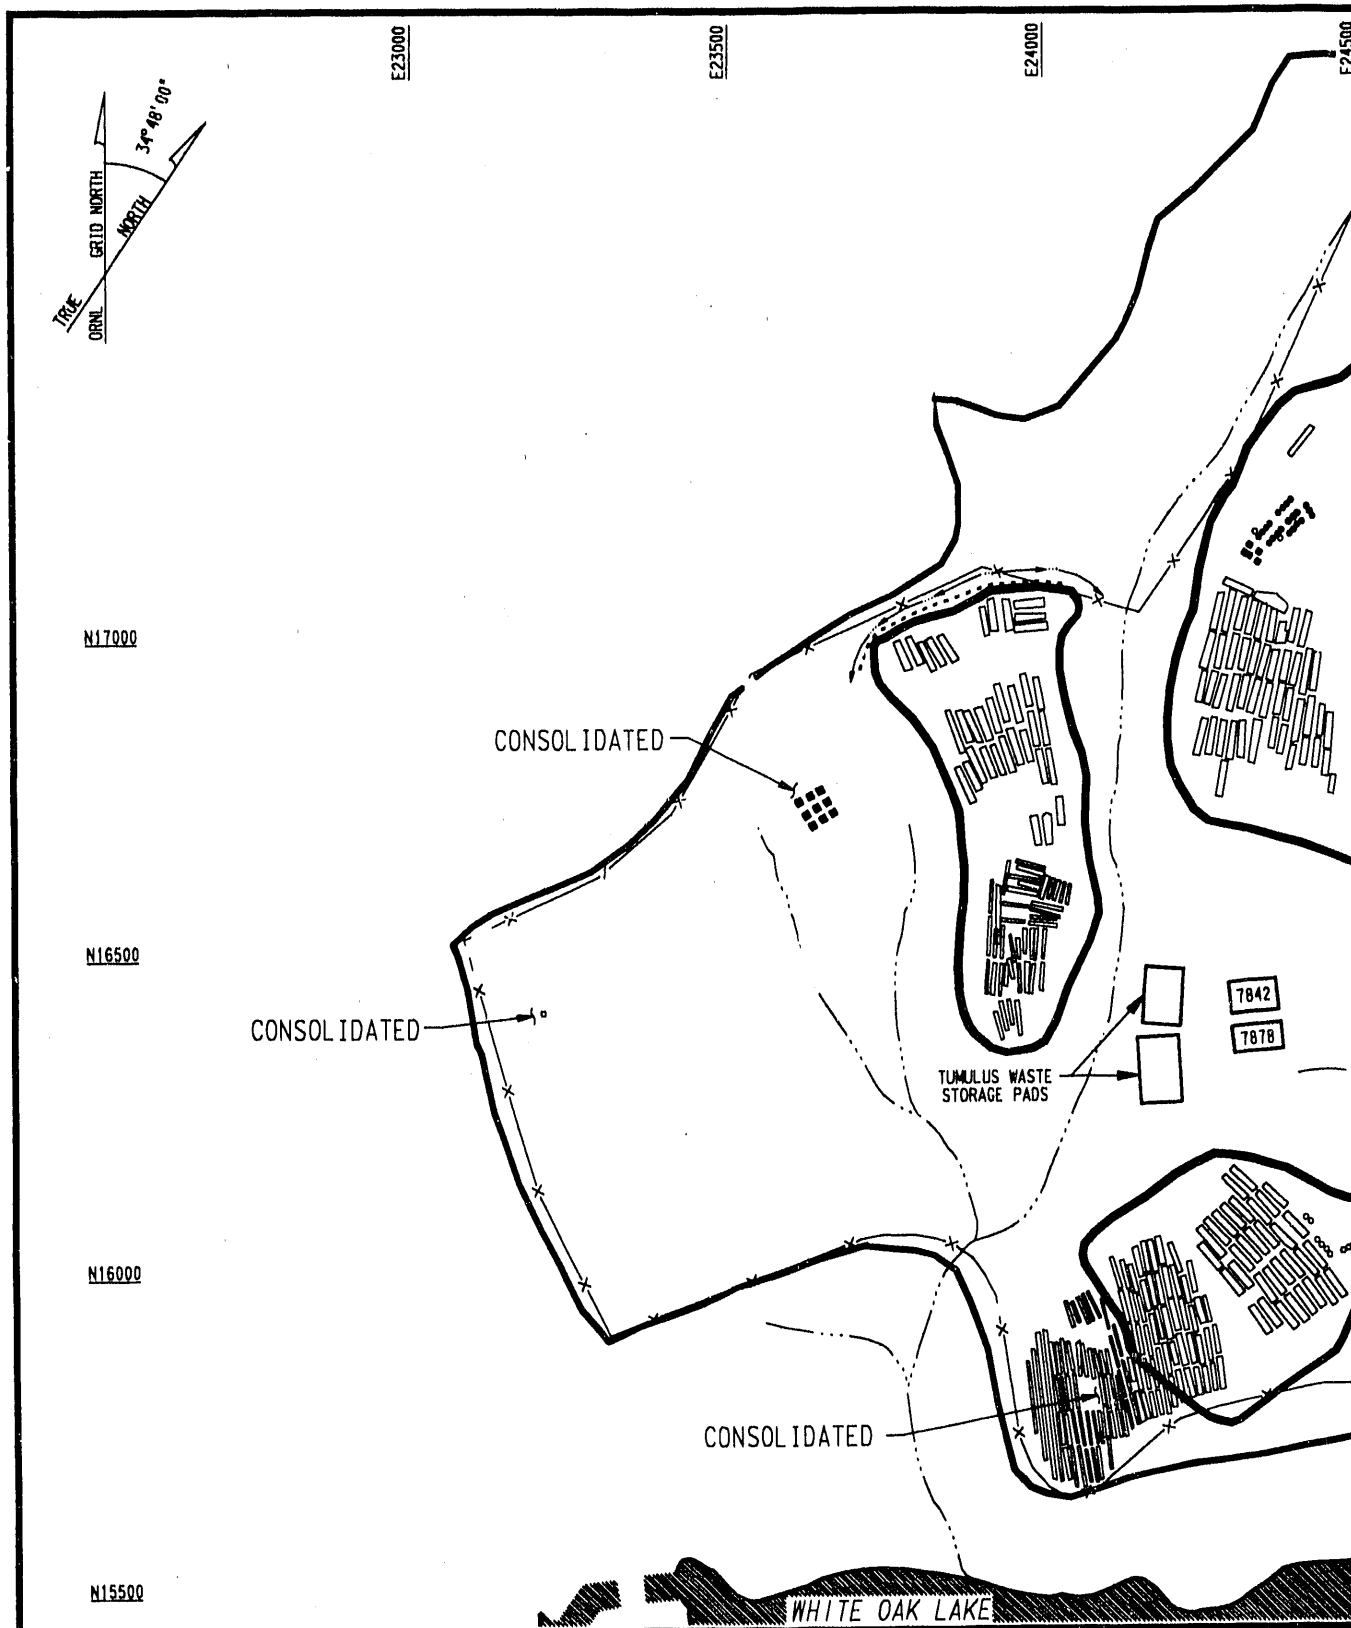 E23000
E23500
E24000
E24500
34° 48' 00"
TRUE NORTH
ORNL GRID NORTH
N17000
CONSOLIDATED
N16500
CONSOLIDATED
7842
7878
TUMULUS WASTE
STORAGE PADS
N16000
CONSOLIDATED
N15500
WHITE OAK LAKE